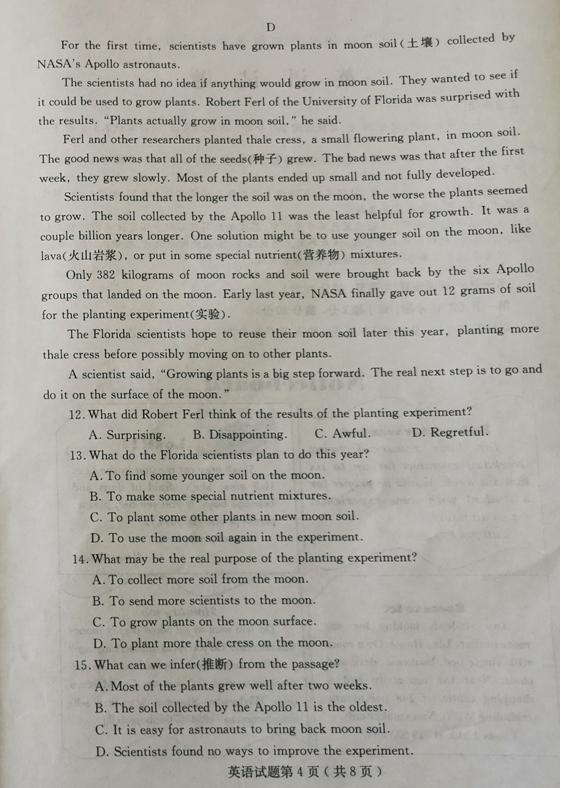 D
For the first time, scientists have grown plants in moon soil(土壤) collected by
NASA's Apollo astronauts.
The scientists had no idea if anything would grow in moon soil. They wanted to see if
it could be used to grow plants. Robert Ferl of the University of Florida was surprised with
the results. "Plants actually grow in moon soil," he said.
Ferl and other researchers planted thale cress, a small flowering plant, in moon soil.
The good news was that all of the seeds(种子) grew. The bad news was that after the first
week, they grew slowly. Most of the plants ended up small and not fully developed.
Scientists found that the longer the soil was on the moon, the worse the plants seemed
to grow. The soil collected by the Apollo 11 was the least helpful for growth. It was a
couple billion years longer. One solution might be to use younger soil on the moon, like
lava(火山岩浆), or put in some special nutrient(营养物) mixtures.
Only 382 kilograms of moon rocks and soil were brought back by the six Apollo
groups that landed on the moon. Early last year, NASA finally gave out 12 grams of soil
for the planting experiment(实验).
The Florida scientists hope to reuse their moon soil later this year, planting more
thale cress before possibly moving on to other plants.
A scientist said, "Growing plants is a big step forward. The real next step is to go and
do it on the surface of the moon."
12. What did Robert Ferl think of the results of the planting experiment?
A. Surprising. B. Disappointing. C. Awful. D. Regretful.
13. What do the Florida scientists plan to do this year?
A. To find some younger soil on the moon.
B. To make some special nutrient mixtures.
C. To plant some other plants in new moon soil.
D. To use the moon soil again in the experiment.
14. What may be the real purpose of the planting experiment?
A. To collect more soil from the moon.
B. To send more scientists to the moon.
C. To grow plants on the moon surface.
D. To plant more thale cress on the moon.
15. What can we infer(推断) from the passage?
A. Most of the plants grew well after two weeks.
B. The soil collected by the Apollo 11 is the oldest.
C. It is easy for astronauts to bring back moon soil.
D. Scientists found no ways to improve the experiment.
英语试题第 4 页(共 8 页)